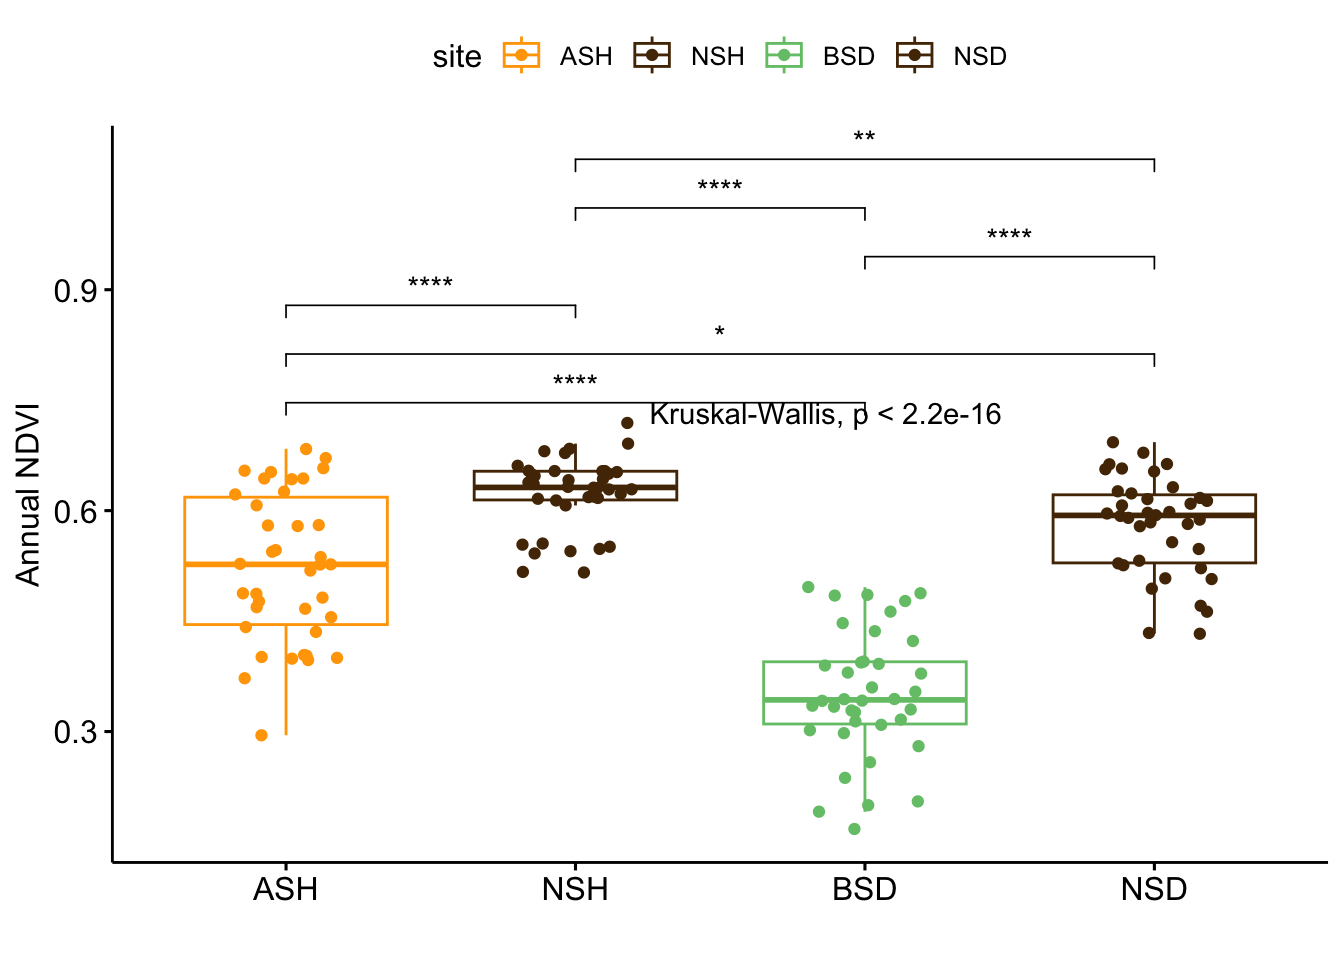 site ASH NSH BSD NSD
**
****
****
0.9
****
*
****
Kruskal-Wallis, p < 2.2e-16
Annual NDVI
0.6
0.3
ASH NSH BSD NSD